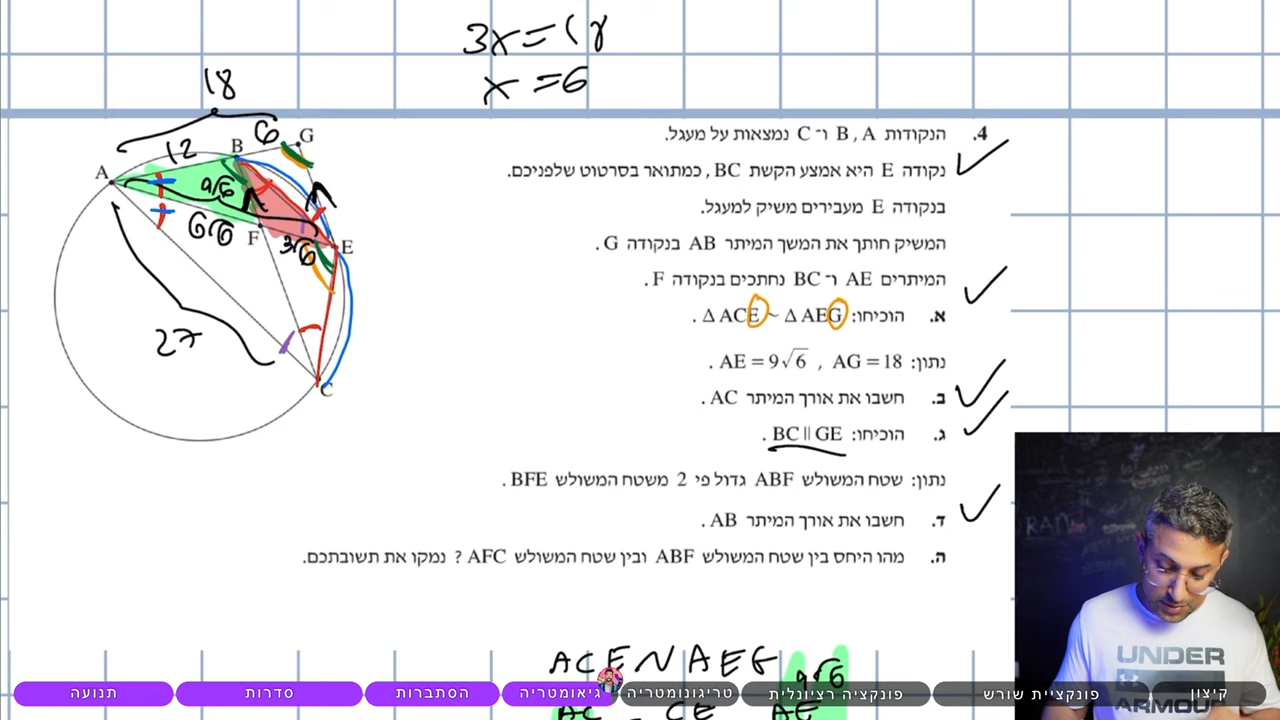 3x = 18
x = 6
18
6
G
12
B
A
9√6
6√6
F
3√6
E
27
C
4. הנקודות B, A ו־ C נמצאות על מעגל.
נקודה E היא אמצע הקשת BC, כמתואר בסרטוט שלפניכם.
בנקודה E מעבירים משיק למעגל.
המשיק חותך את המשך המיתר AB בנקודה G.
המיתרים AE ו־ BC נחתכים בנקודה F.
א. הוכיחו: ΔACE ~ ΔAEG.
נתון: AE = 9√6 , AG = 18.
ב. חשבו את אורך המיתר AC.
ג. הוכיחו: BC || GE.
נתון: שטח המשולש ABF גדול פי 2 משטח המשולש BFE.
ד. חשבו את אורך המיתר AB.
ה. מהו היחס בין שטח המשולש ABF ובין שטח המשולש AFC? נמקו את תשובתכם.
ACE ~ AEG
9√6
AC = CE AE
תנועה
סדרות
הסתברות
גיאומטריה
טריגונומטריה
פונקציה רציונלית
פונקציית שורש
קיצון
UNDER
ARMOUR